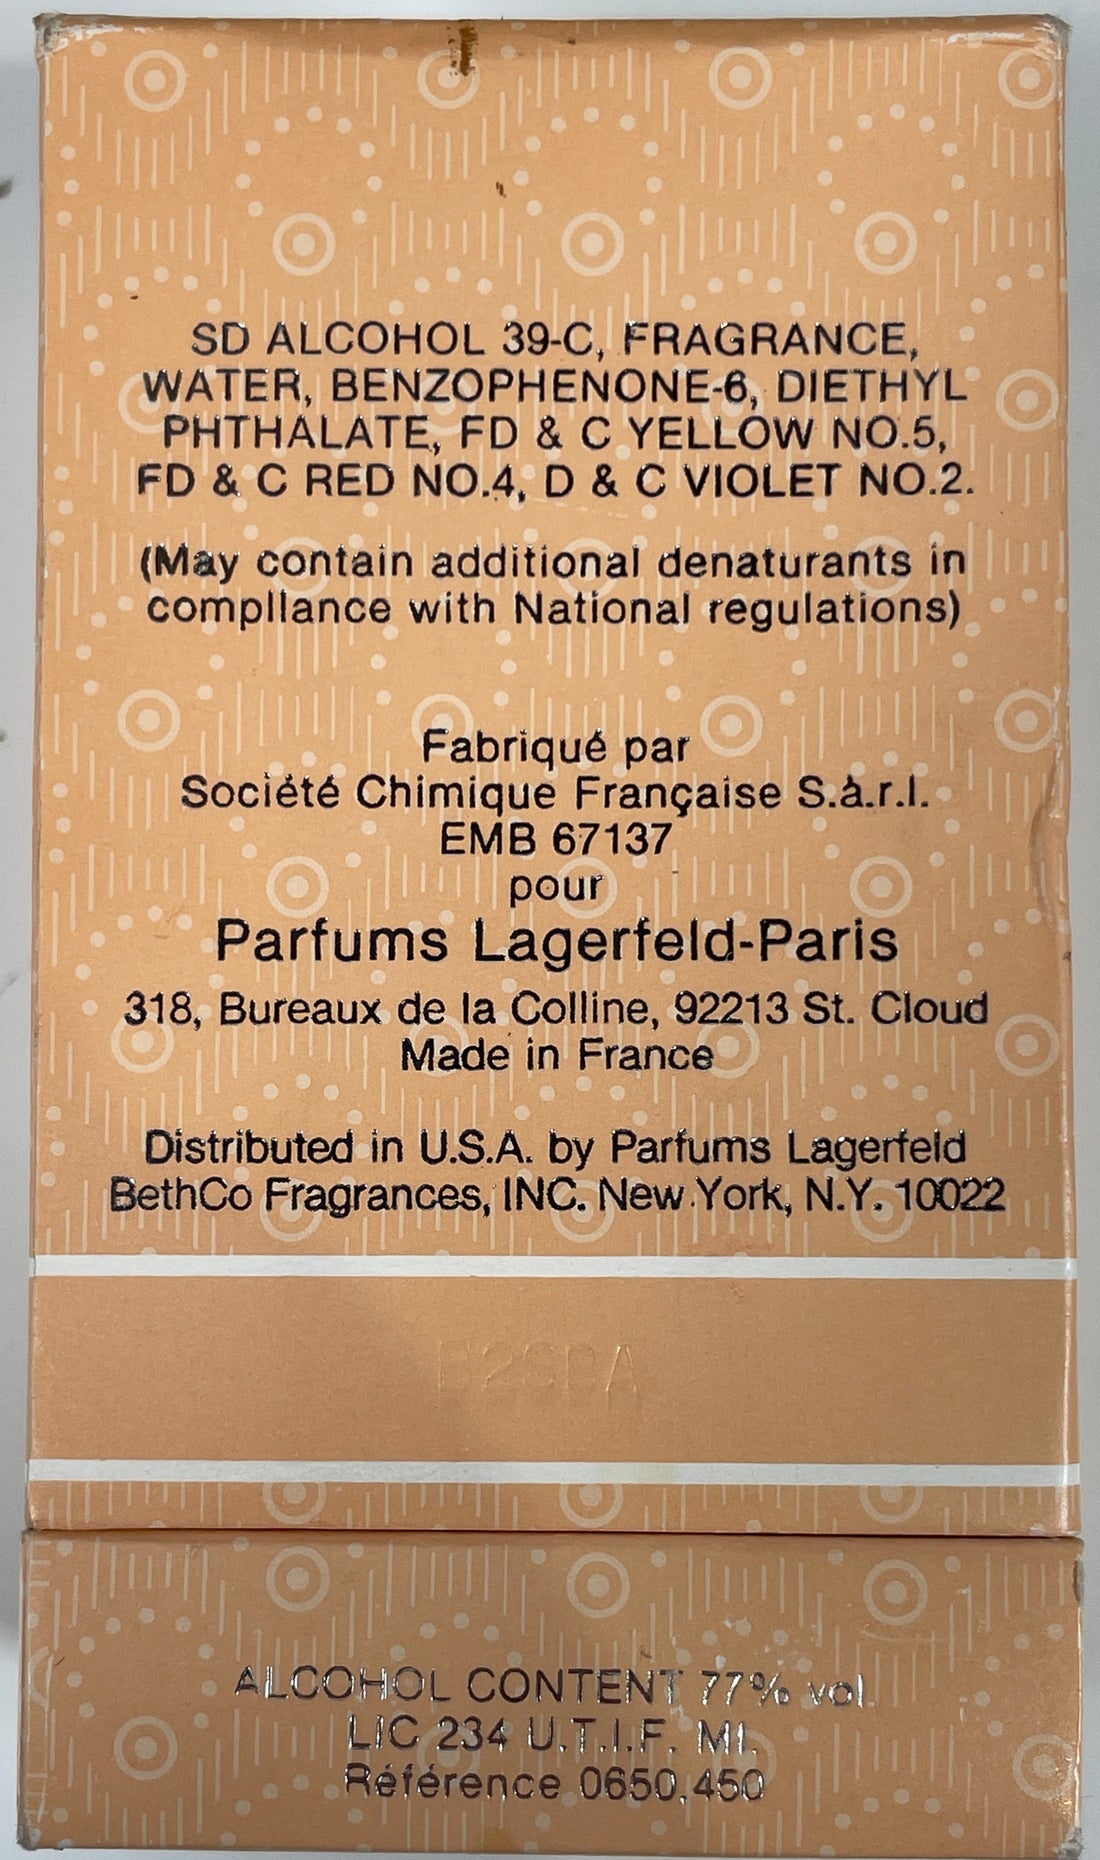 SD ALCOHOL 39-C, FRAGRANCE,
WATER, BENZOPHENONE-6, DIETHYL
PHTHALATE, FD & C YELLOW NO.5,
FD & C RED NO.4, D & C VIOLET NO.2.
(May contain additional denaturants in
compliance with National regulations)
Fabriqué par
Société Chimique Française S.à.r.l.
EMB 67137
pour
Parfums Lagerfeld-Paris
318, Bureaux de la Colline, 92213 St. Cloud
Made in France
Distributed in U.S.A. by Parfums Lagerfeld
BethCo Fragrances, INC. New York, N.Y. 10022
ALCOHOL CONTENT 77% vol.
LIC 234 U.T.I.F. MI.
Référence 0650.450